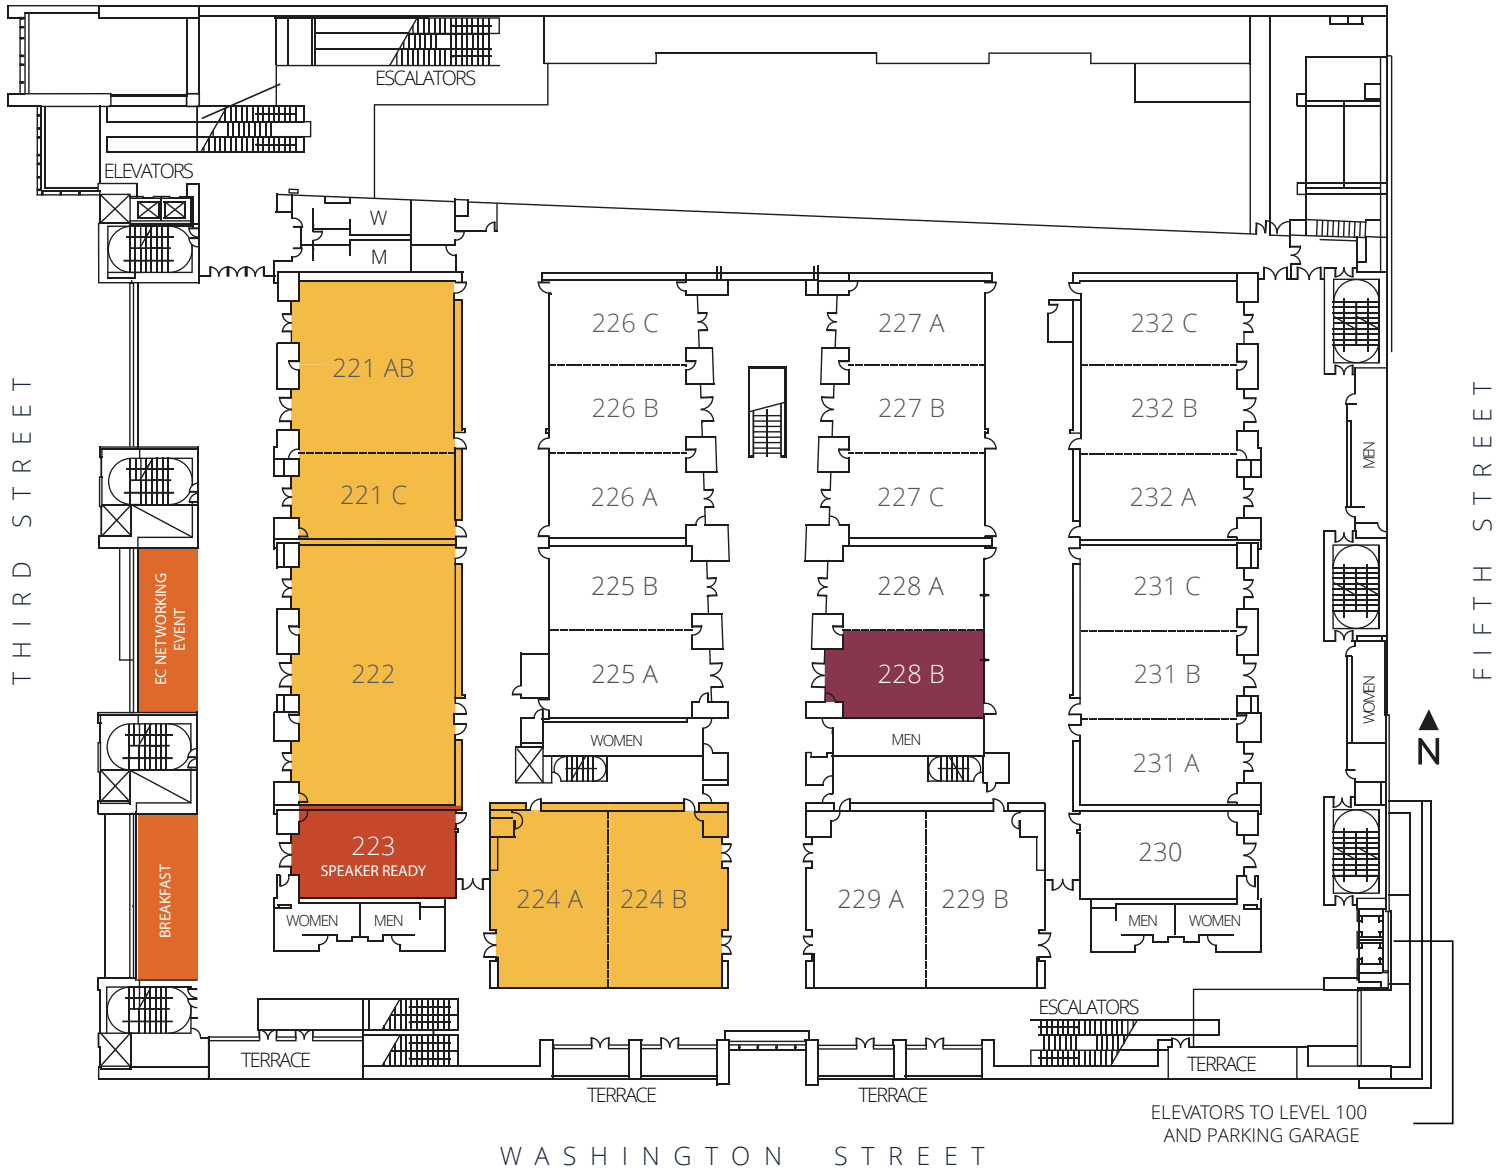 ESCALATORS
ELEVATORS
W
M
226 C
227 A
232 C
221 AB
226 B
227 B
232 B
THIRD STREET
FIFTH STREET
MEN
221 C
226 A
227 C
232 A
225 B
228 A
231 C
EC NETWORKING
EVENT
222
225 A
228 B
231 B
WOMEN
WOMEN
MEN
N
231 A
223
SPEAKER READY
230
BREAKFAST
224 A
224 B
229 A
229 B
WOMEN
MEN
MEN
WOMEN
ESCALATORS
TERRACE
TERRACE
TERRACE
TERRACE
ELEVATORS TO LEVEL 100
AND PARKING GARAGE
WASHINGTON STREET